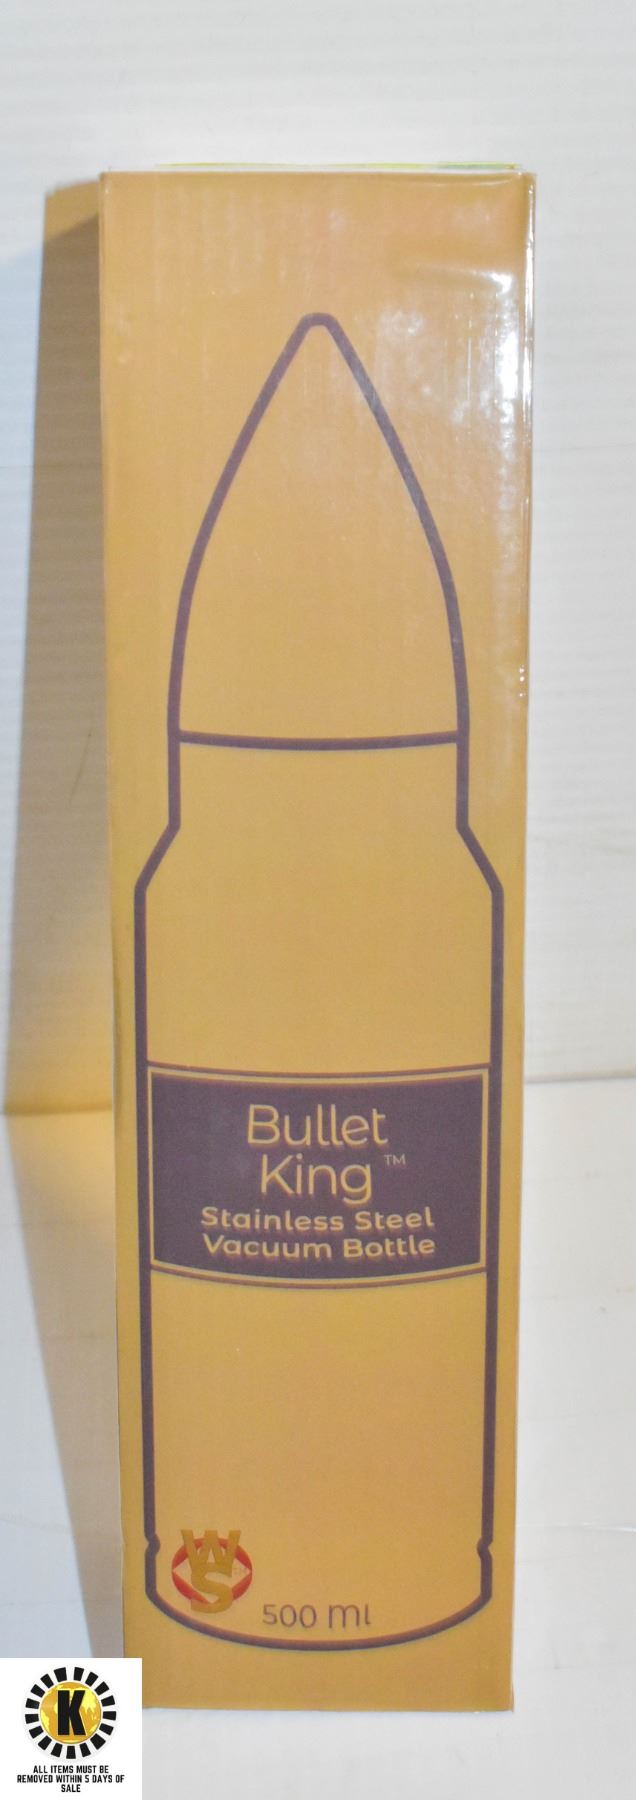 Bullet
King™
Stainless Steel
Vacuum Bottle
WS
500 ml
K
ALL ITEMS MUST BE
REMOVED WITHIN 5 DAYS OF
SALE